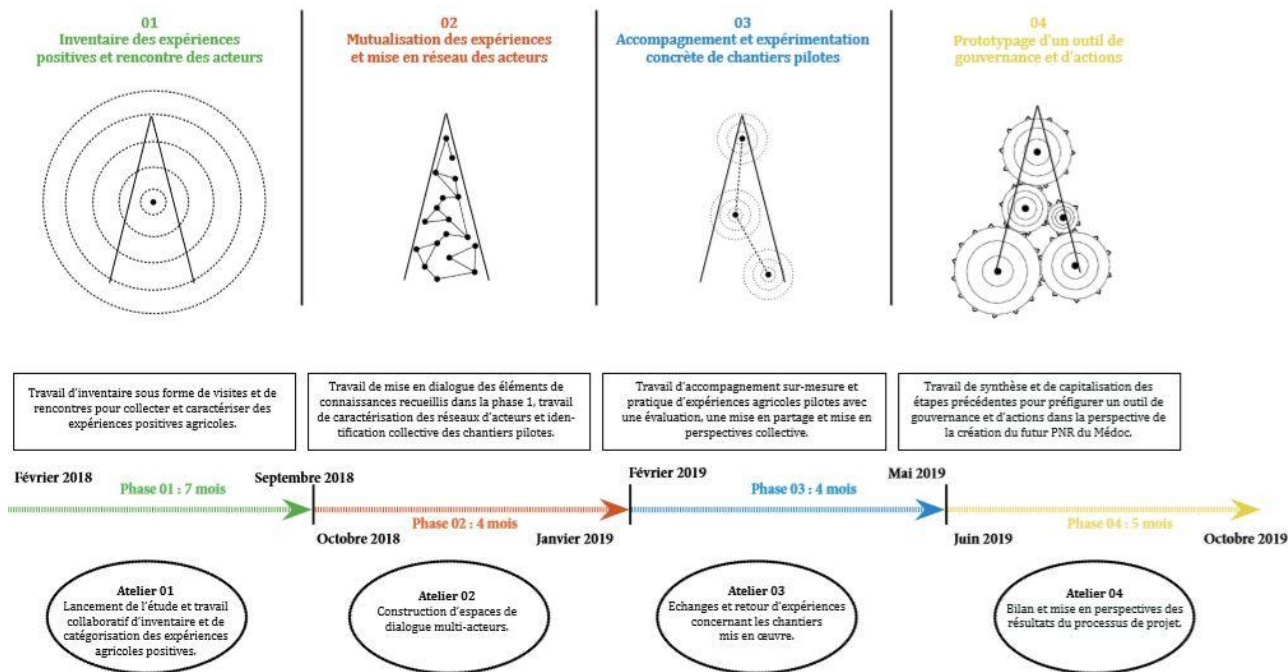 01
Inventaire des expériences
positives et rencontre des acteurs
02
Mutualisation des expériences
et mise en réseau des acteurs
03
Accompagnement et expérimentation
concrète de chantiers pilotes
04
Prototypage d'un outil de
gouvernance et d'actions
Travail d'inventaire sous forme de visites et de
rencontres pour collecter et caractériser des
expériences positives agricoles.
Travail de mise en dialogue des éléments de
connaissances recueillis dans la phase 1, travail
de caractérisation des réseaux d'acteurs et iden-
tification collective des chantiers pilotes.
Travail d'accompagnement sur-mesure et
pratique d'expériences agricoles pilotes avec
une évaluation, une mise en partage et mise en
perspectives collective.
Travail de synthèse et de capitalisation des
étapes précédentes pour préfigurer un outil de
gouvernance et d'actions dans la perspective de
la création du futur PNR du Médoc.
Février 2018
Septembre 2018
Phase 01 : 7 mois
Octobre 2018
Phase 02 : 4 mois
Janvier 2019
Février 2019
Phase 03 : 4 mois
Mai 2019
Juin 2019
Phase 04 : 5 mois
Octobre 2019
Atelier 01
Lancement de l'étude et travail
collaboratif d'inventaire et de
catégorisation des expériences
agricoles positives.
Atelier 02
Construction d'espaces de
dialogue multi-acteurs.
Atelier 03
Echanges et retour d'expériences
concernant les chantiers
mis en œuvre.
Atelier 04
Bilan et mise en perspectives des
résultats du processus de projet.